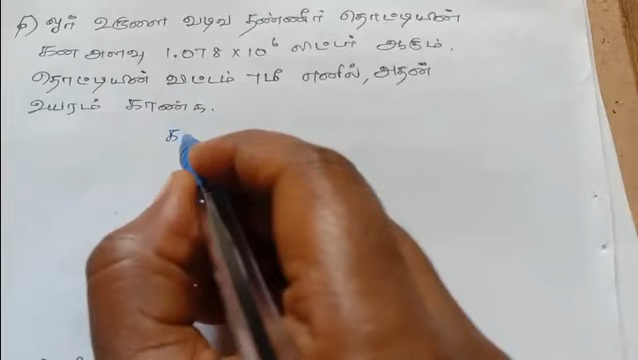 6) ஓர் உருளை வடிவ தண்ணீர் தொட்டியின்
கன அளவு 1.078 × 10⁶ லிட்டர் ஆகும்.
தொட்டியின் விட்டம் 7மீ எனில், அதன்
உயரம் காண்க.
க